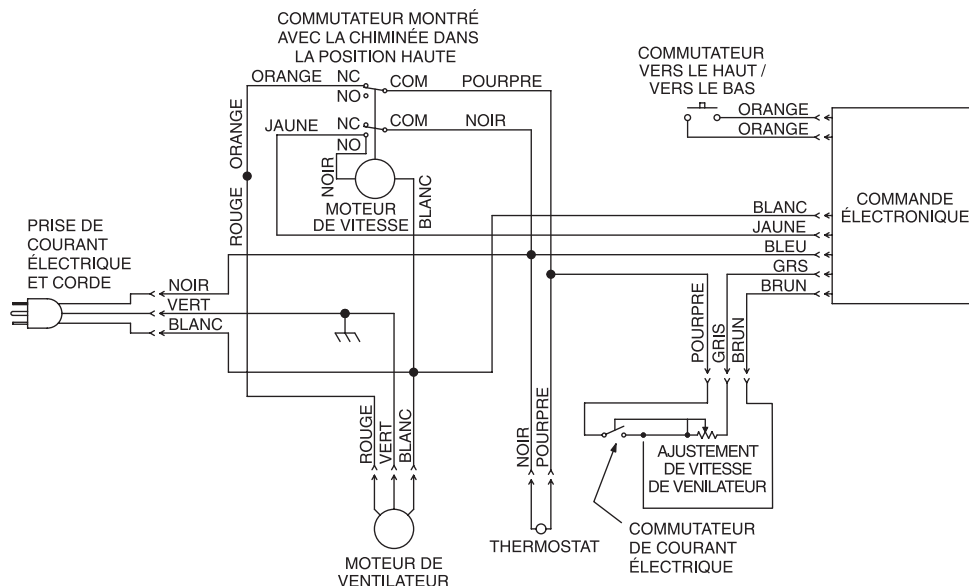 COMMUTATEUR MONTRÉ
AVEC LA CHIMINÉE DANS
LA POSITION HAUTE
ORANGE
NC
COM
POURPRE
NO
JAUNE
NC
COM
NOIR
NO
ORANGE
ROUGE
NOIR
BLANC
MOTEUR
DE VITESSE
COMMUTATEUR
VERS LE HAUT /
VERS LE BAS
ORANGE
ORANGE
COMMANDE
ÉLECTRONIQUE
BLANC
JAUNE
BLEU
GRS
BRUN
PRISE DE
COURANT
ÉLECTRIQUE
ET CORDE
NOIR
VERT
BLANC
POURPRE
GRIS
BRUN
ROUGE
VERT
BLANC
NOIR
POURPRE
AJUSTEMENT
DE VITESSE
DE VENILATEUR
MOTEUR DE
VENTILATEUR
THERMOSTAT
COMMUTATEUR
DE COURANT
ÉLECTRIQUE